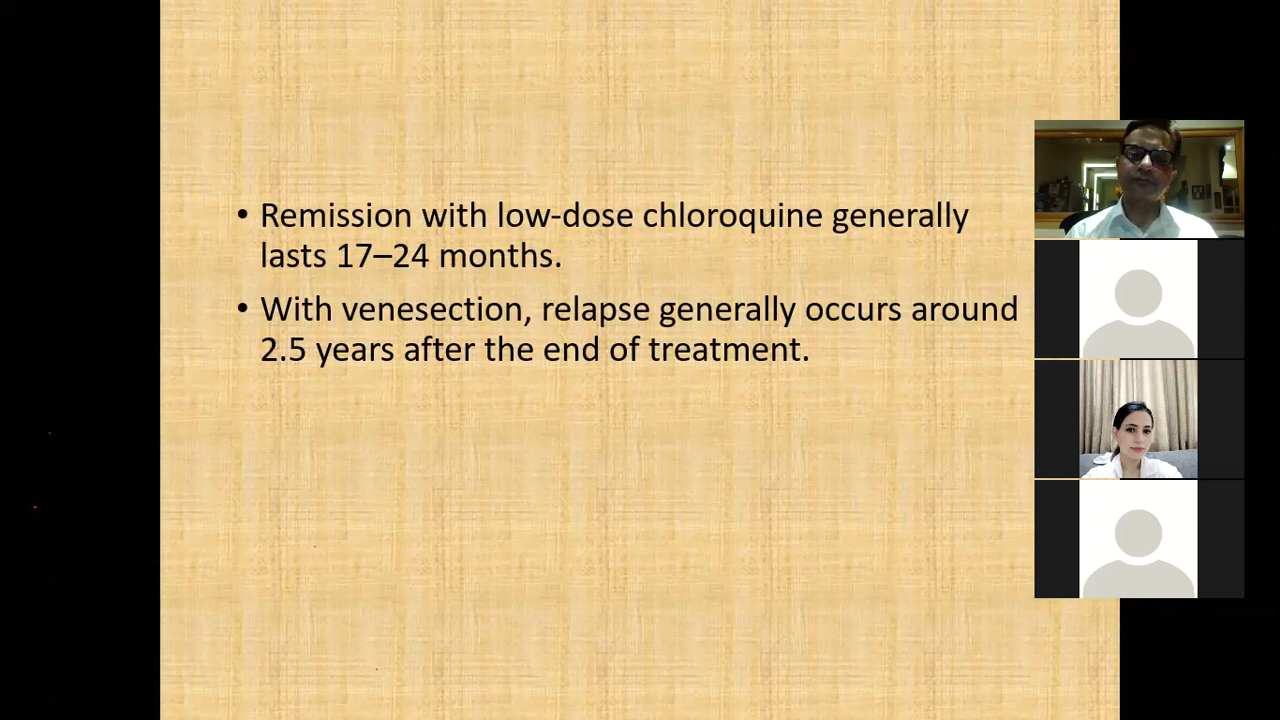 • Remission with low-dose chloroquine generally
lasts 17–24 months.
• With venesection, relapse generally occurs around
2.5 years after the end of treatment.